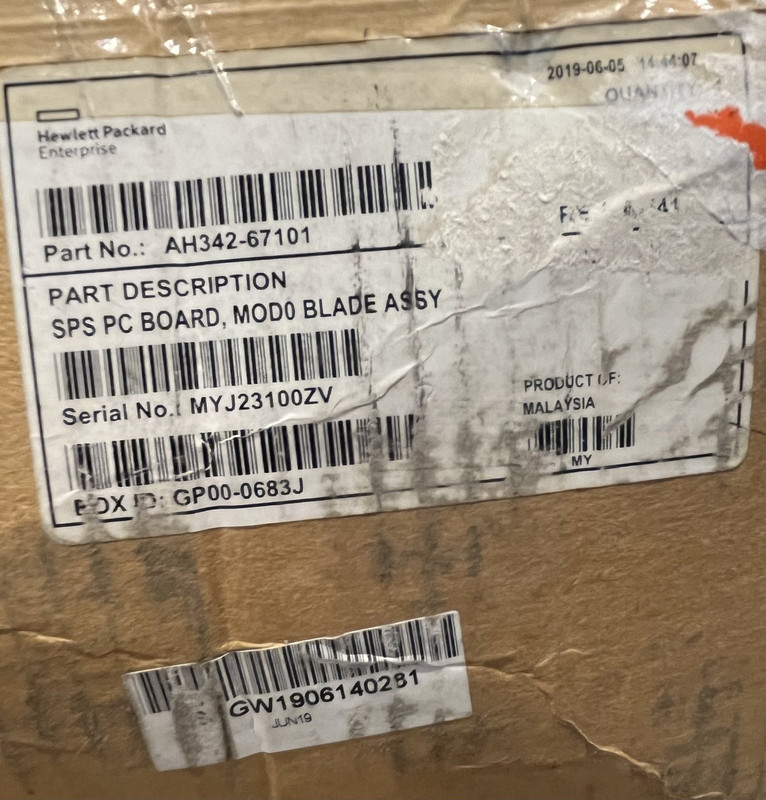 2019-06-05 14:44:07
QUANTITY
Hewlett Packard
Enterprise
Part No.: AH342-67101
PART DESCRIPTION
SPS PC BOARD, MOD0 BLADE ASSY
Serial No.: MYJ23100ZV
PRODUCT OF:
MALAYSIA
MY
BOX ID: GP00-0683J
GW1906140281
JUN19